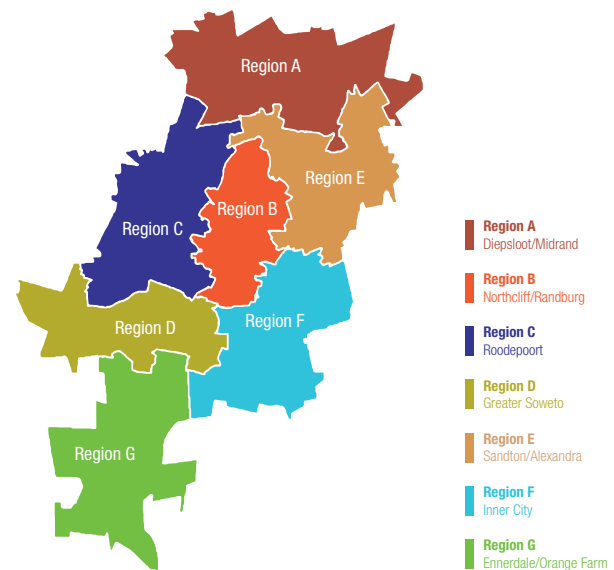 Region A
Region E
Region B
Region C
Region F
Region D
Region G
Region A
Diepsloot/Midrand
Region B
Northcliff/Randburg
Region C
Roodepoort
Region D
Greater Soweto
Region E
Sandton/Alexandra
Region F
Inner City
Region G
Ennerdale/Orange Farm